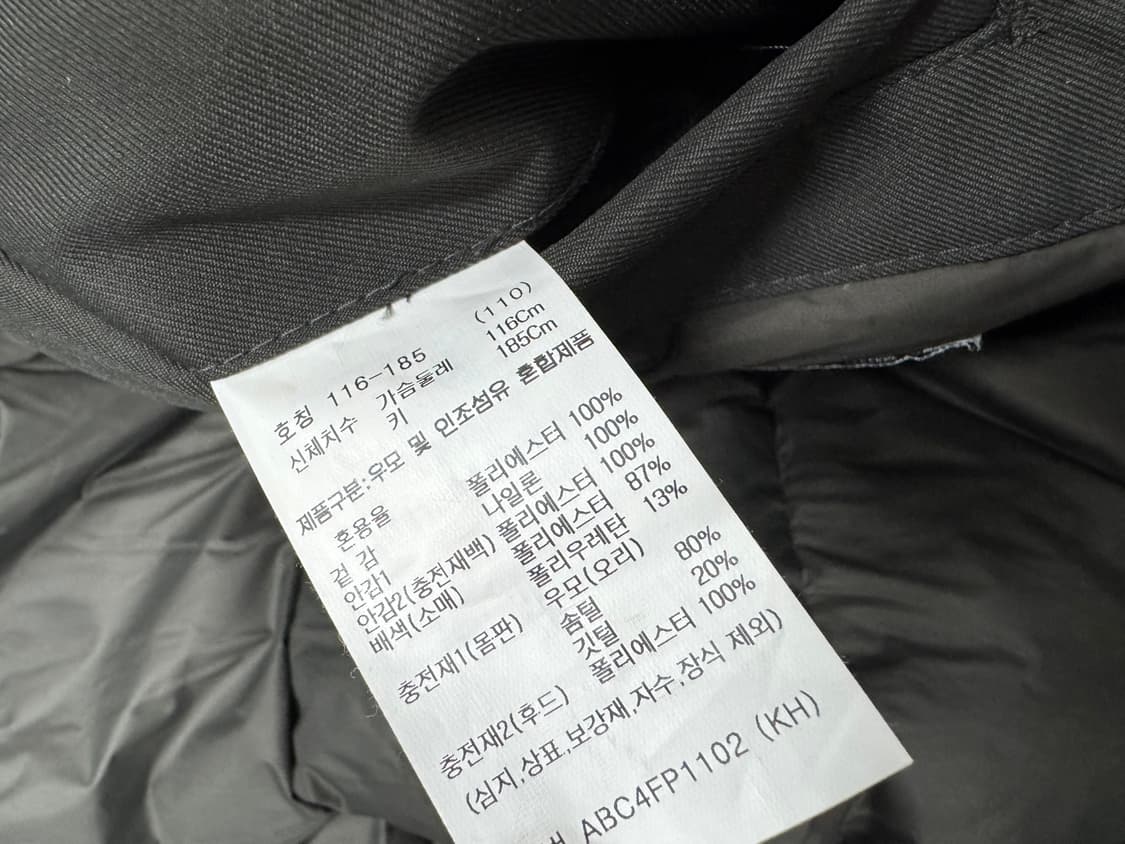 (110)
호칭 116-185
신체치수 가슴둘레 116Cm
키 185Cm
제품구분:우모 및 인조섬유 혼합제품
혼용율
겉감 폴리에스터 100%
안감1 나일론 100%
안감2(충전재백) 폴리에스터 100%
배색(소매) 폴리에스터 87%
폴리우레탄 13%
충전재1(몸판) 우모(오리)
솜털 80%
깃털 20%
충전재2(후드) 폴리에스터 100%
(심지,상표,보강재,자수,장식 제외)
ABC4FP1102 (KH)